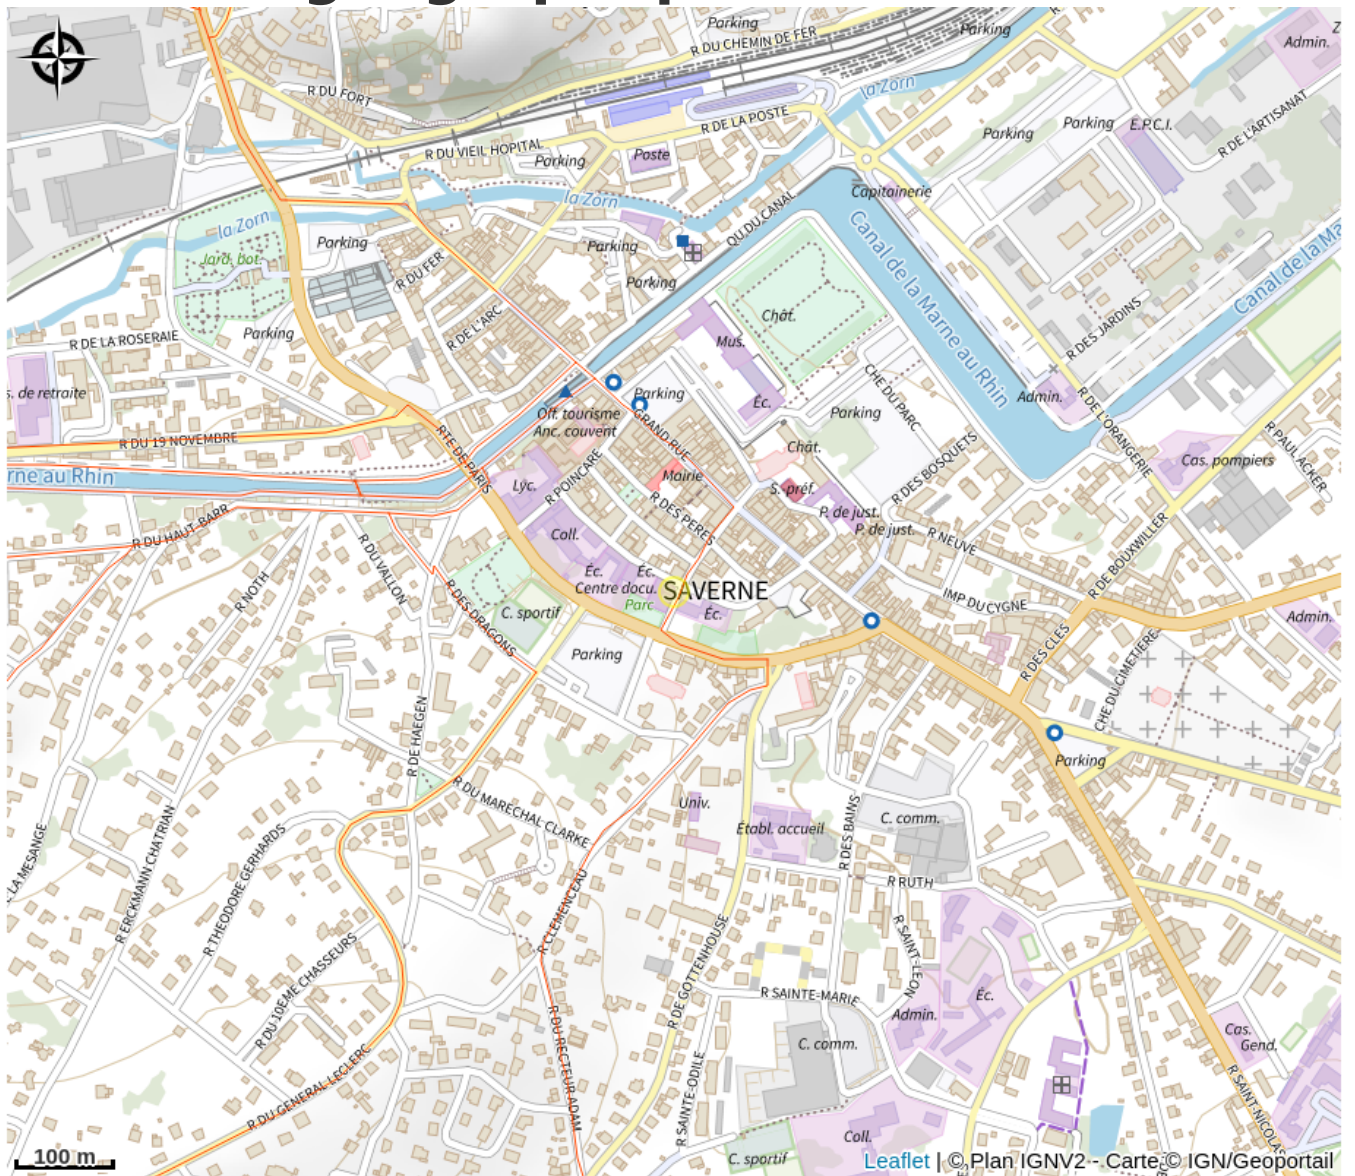 Parking
R DU CHEMIN DE FER
Parking
Admin.
R DU FORT
la Zorn
R DE LA POSTE
Parking
Parking
E.P.C.I.
R DE L'ARTISANAT
R DU VIEIL HOPITAL
Parking
Poste
Capitainerie
la Zorn
la Zorn
QU DU CANAL
Parking
Parking
Jard. bot.
R DU FER
Parking
Canal de la Marne au Rhin
Canal de la Ma
Chât.
R DE L'ARC
R DE LA ROSERAIE
Parking
Mus.
R DES JARDINS
s. de retraite
CHE DU PARC
Parking
Éc.
Admin.
R DE L'ORANGERIE
Off. tourisme
Anc. couvent
GRAND RUE
Parking
R DU 19 NOVEMBRE
RTE DE PARIS
Chât.
R DES BOSQUETS
R PAUL ACKER
Cas. pompiers
rne au Rhin
Lyc.
R POINCARE
Mairie
S.-préf.
R DES PERES
P. de just.
P. de just.
R DU HAUT-BARR
Coll.
R NEUVE
R DE BOUXWILLER
R DU VALLON
R NOTH
Éc.
Éc.
Centre docu.
SAVERNE
Parc
Éc.
IMP DU CYGNE
R DES DRAGONS
C. sportif
Admin.
Parking
R DES CLES
CHE DU CIMETIERE
R DE HAEGEN
Parking
R DU MARECHAL CLARKE
Univ.
Établ. accueil
R DES BAINS
C. comm.
R ERCKMANN CHATRIAN
R THEODORE GERHARDS
R RUTH
R CLEMENCEAU
R DE GOTTENHOUSE
R SAINT-LEON
R DU 10EME CHASSEURS
R SAINTE-MARIE
Éc.
Admin.
C. comm.
Cas.
Gend.
R DU RECTEUR ADAM
R DU GENERAL LECLERC
R SAINTE-ODILE
R SAINT-NICOLAS
Coll.
C. sportif
100 m
Leaflet | © Plan IGNV2 - Carte © IGN/Geoportail